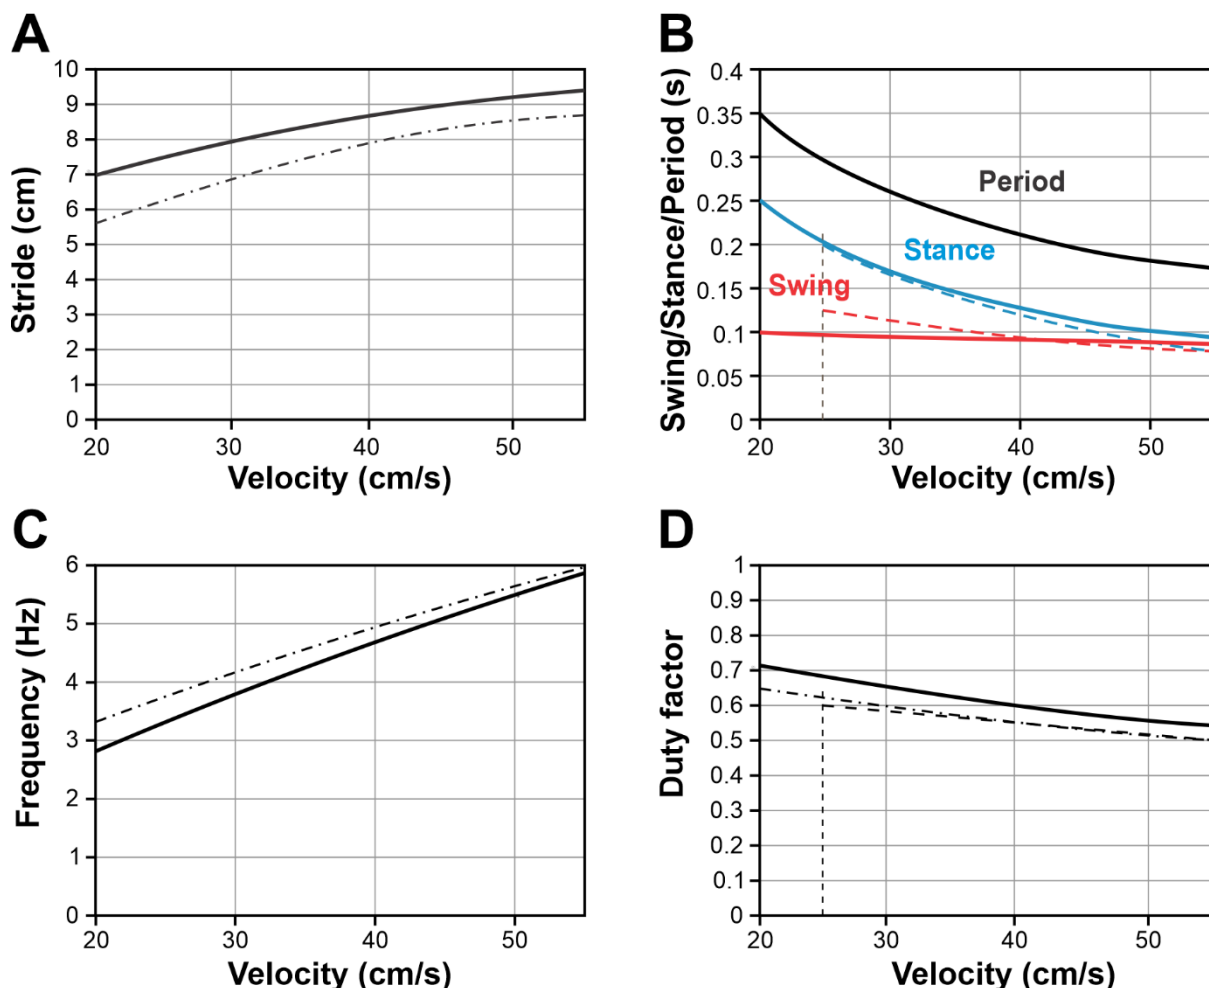 A
Stride (cm)
10
9
8
7
6
5
4
3
2
1
0
20 30 40 50
Velocity (cm/s)
B
Swing/Stance/Period (s)
0.4
0.35
0.3
0.25
0.2
0.15
0.1
0.05
0
Period
Stance
Swing
20 30 40 50
Velocity (cm/s)
C
Frequency (Hz)
6
5
4
3
2
1
0
20 30 40 50
Velocity (cm/s)
D
Duty factor
1
0.9
0.8
0.7
0.6
0.5
0.4
0.3
0.2
0.1
0
20 30 40 50
Velocity (cm/s)